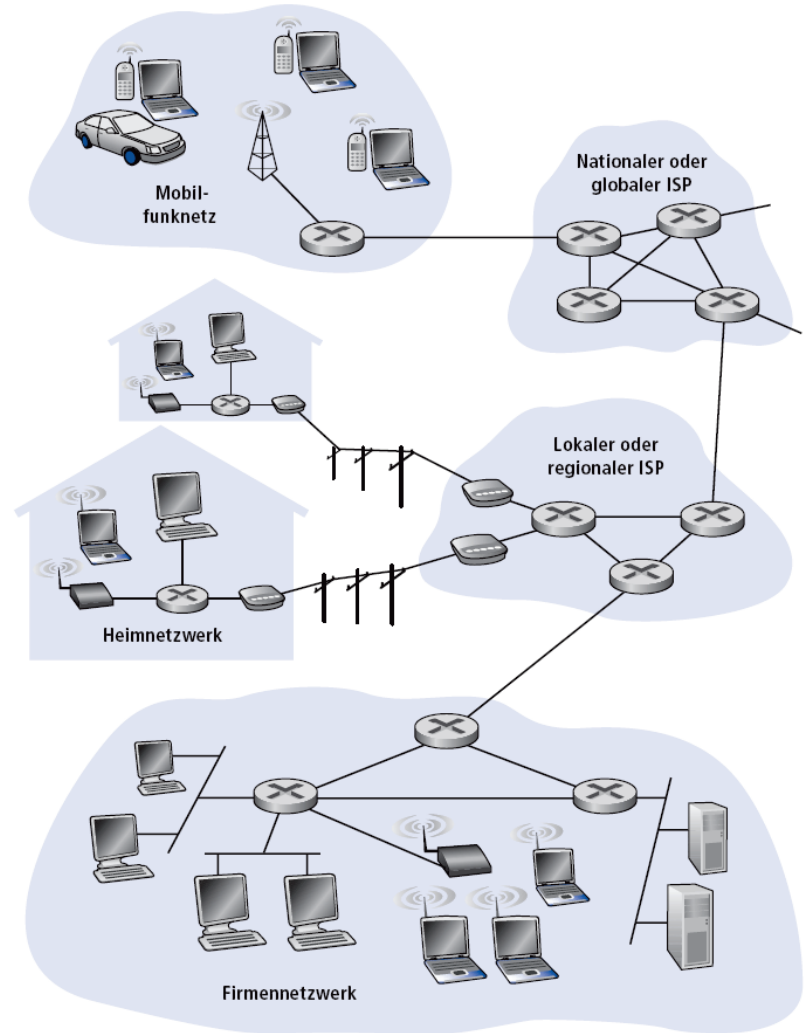 Mobil-
funknetz
Nationaler oder
globaler ISP
Lokaler oder
regionaler ISP
Heimnetzwerk
Firmennetzwerk